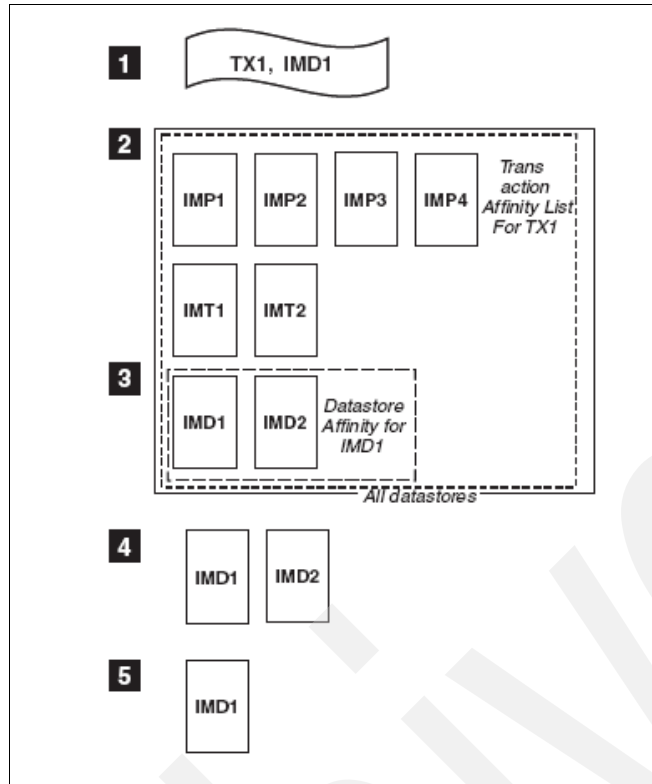 1
TX1, IMD1
2
IMP1 IMP2 IMP3 IMP4
Trans
action
Affinity List
For TX1
IMT1 IMT2
3
IMD1 IMD2
Datastore
Affinity for
IMD1
All datastores
4
IMD1 IMD2
5
IMD1